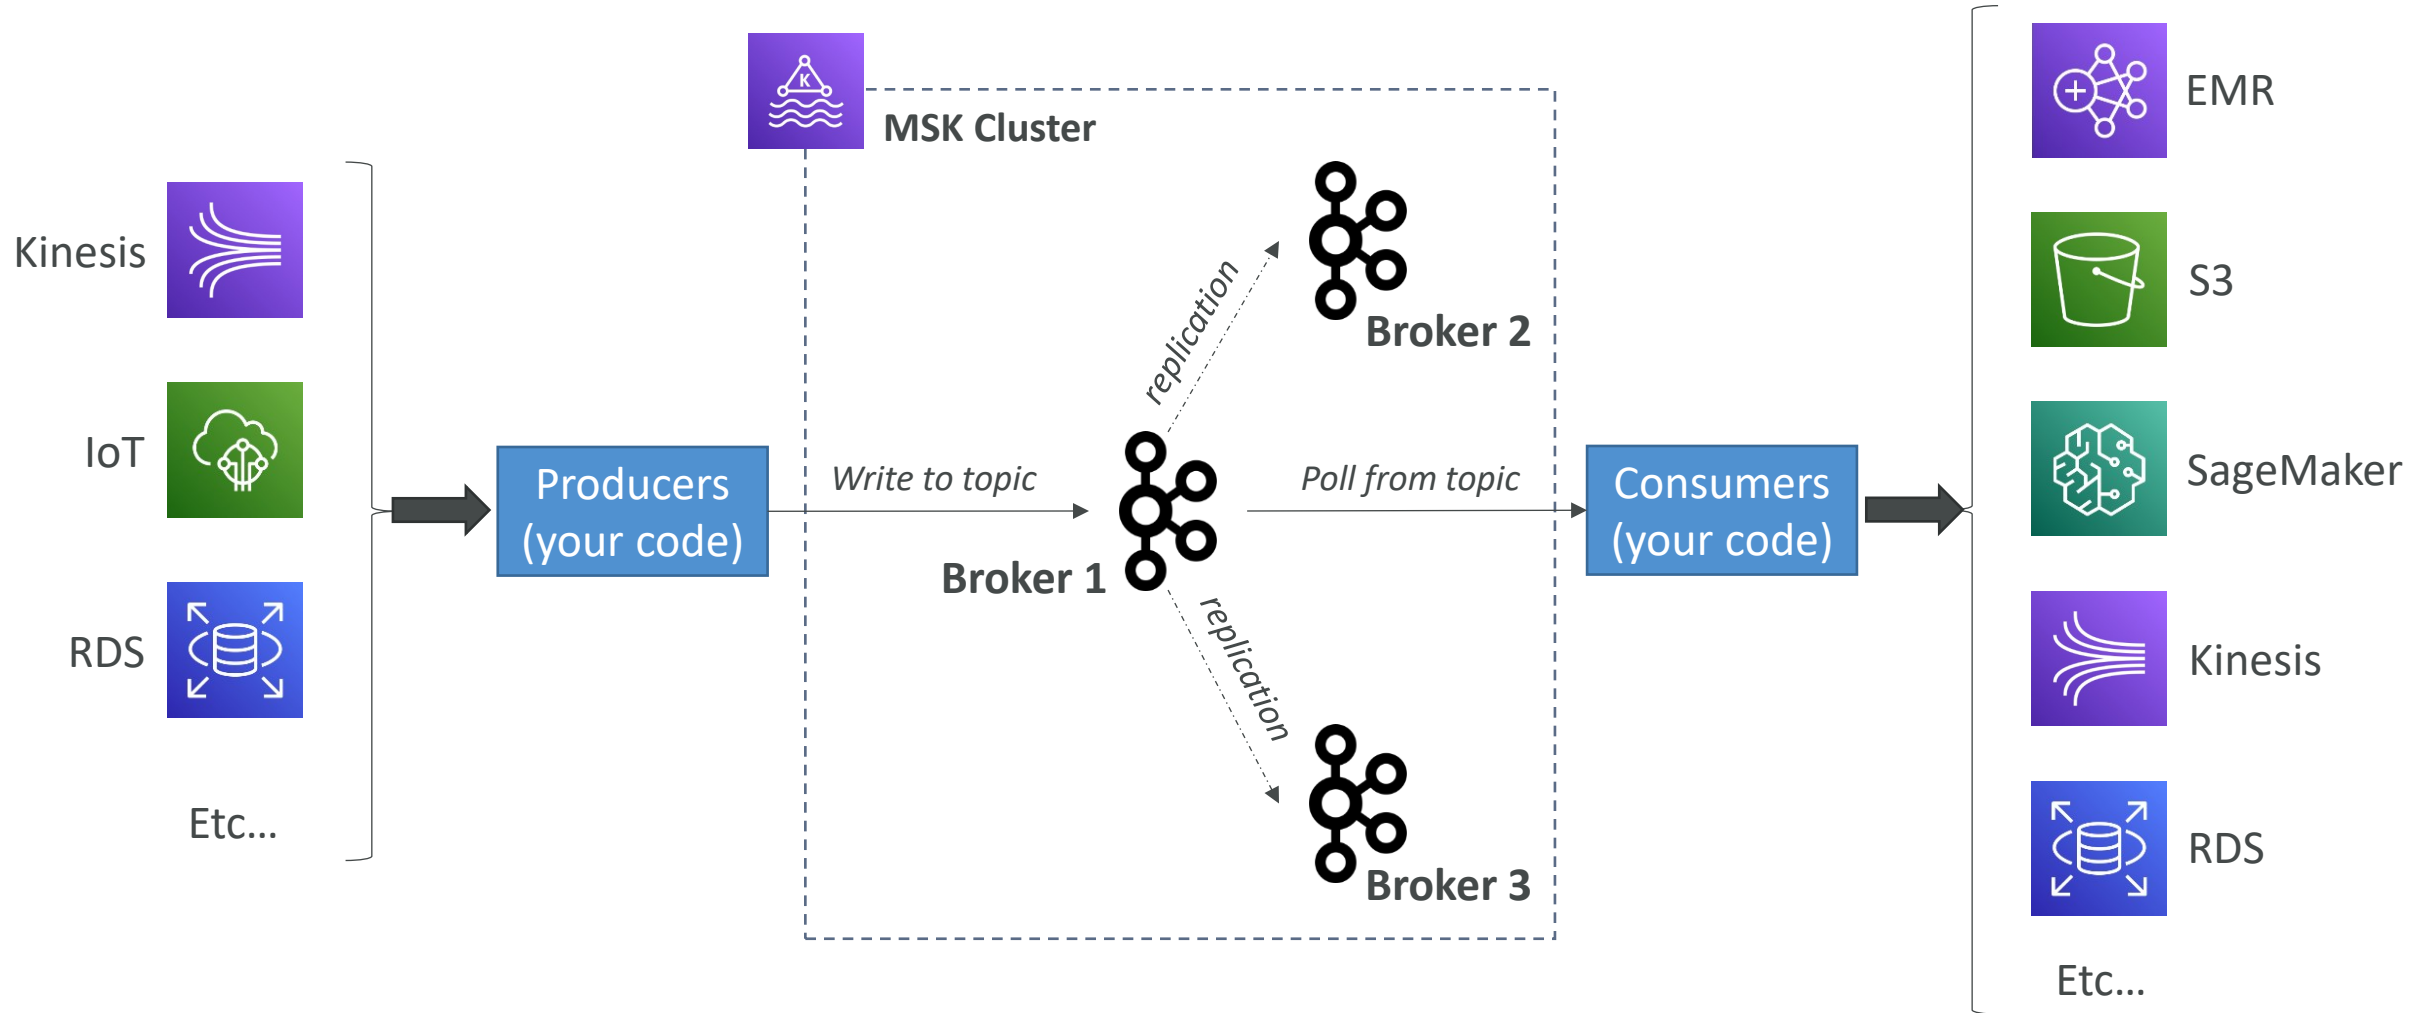 Kinesis
IoT
RDS
Etc...
Producers
(your code)
K
MSK Cluster
Write to topic
Broker 1
replication
Broker 2
replication
Broker 3
Poll from topic
Consumers
(your code)
EMR
S3
SageMaker
Kinesis
RDS
Etc...